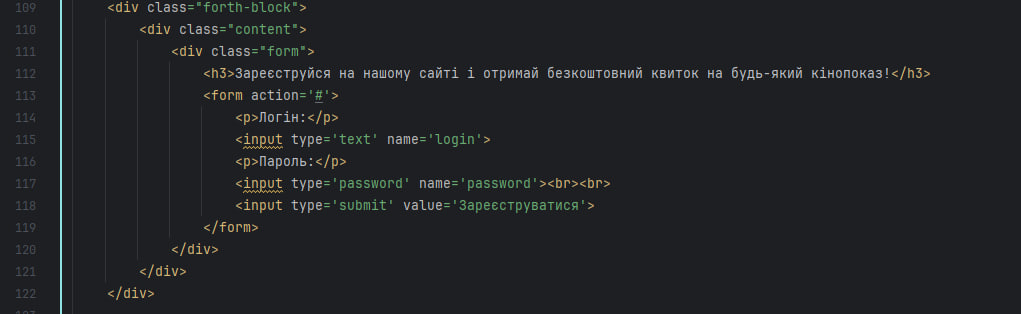 109 <div class="forth-block">
110 <div class="content">
111 <div class="form">
112 <h3>Зареєструйся на нашому сайті і отримай безкоштовний квиток на будь-який кінопоказ!</h3>
113 <form action='#'>
114 <p>Логін:</p>
115 <input type='text' name='login'>
116 <p>Пароль:</p>
117 <input type='password' name='password'><br><br>
118 <input type='submit' value='Зареєструватися'>
119 </form>
120 </div>
121 </div>
122 </div>